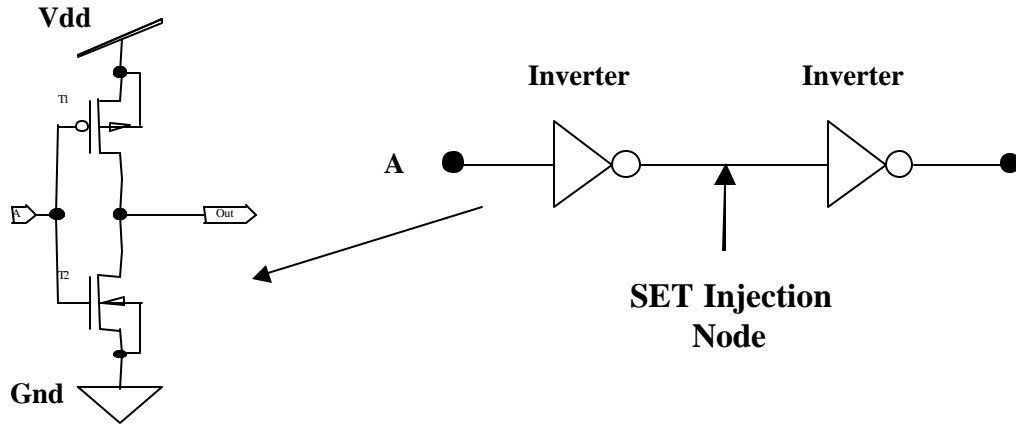 Vdd
T1
A
Out
T2
Gnd
Inverter
Inverter
A
SET Injection
Node